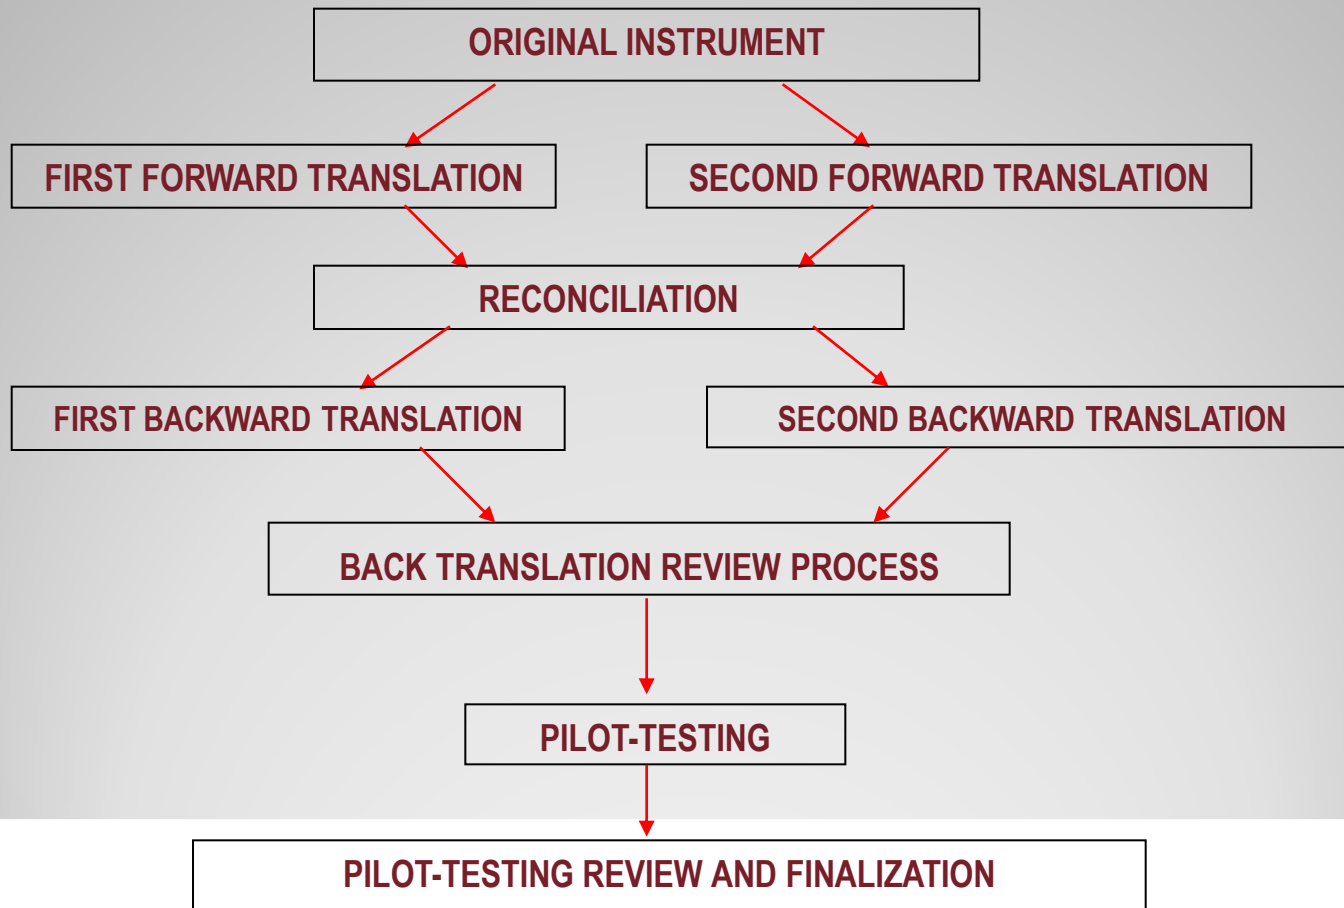 ORIGINAL INSTRUMENT
FIRST FORWARD TRANSLATION
SECOND FORWARD TRANSLATION
RECONCILIATION
FIRST BACKWARD TRANSLATION
SECOND BACKWARD TRANSLATION
BACK TRANSLATION REVIEW PROCESS
PILOT-TESTING
PILOT-TESTING REVIEW AND FINALIZATION